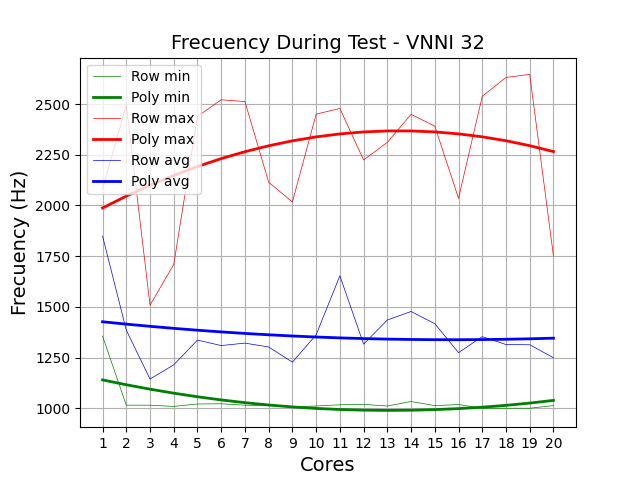 Frecuency During Test - VNNI 32
Frecuency (Hz)
2500
2250
2000
1750
1500
1250
1000
Row min
Poly min
Row max
Poly max
Row avg
Poly avg
1 2 3 4 5 6 7 8 9 10 11 12 13 14 15 16 17 18 19 20
Cores